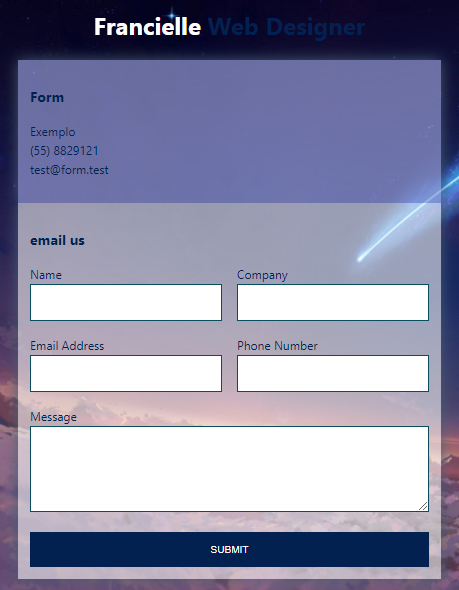 Francielle Web Designer
Form
Exemplo
(55) 8829121
test@form.test
email us
Name Company
Email Address Phone Number
Message
SUBMIT